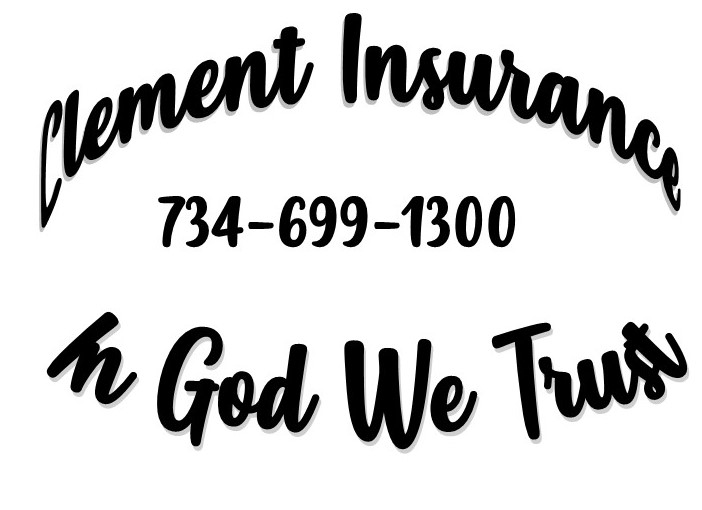 Clement Insurance
734-699-1300
In God We Trust